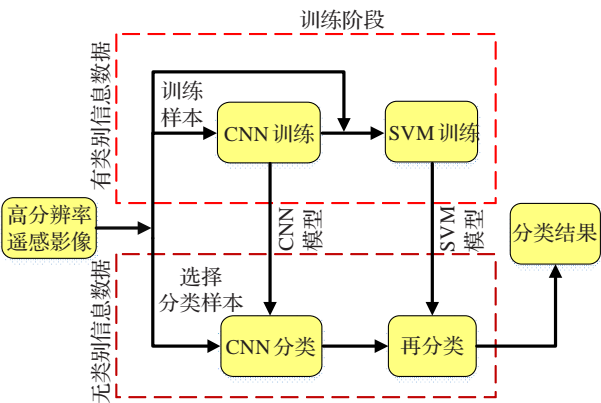 训练阶段
有类别信息数据
训练
样本
CNN 训练
SVM 训练
高分辨率
遥感影像
CNN
模型
SVM
模型
分类结果
无类别信息数据
选择
分类样本
CNN 分类
再分类